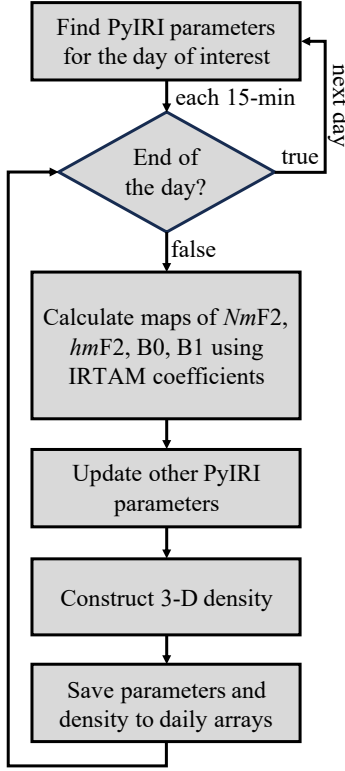 Find PyIRI parameters
for the day of interest
each 15-min
next day
End of
the day?
true
false
Calculate maps of NmF2,
hmF2, B0, B1 using
IRTAM coefficients
Update other PyIRI
parameters
Construct 3-D density
Save parameters and
density to daily arrays